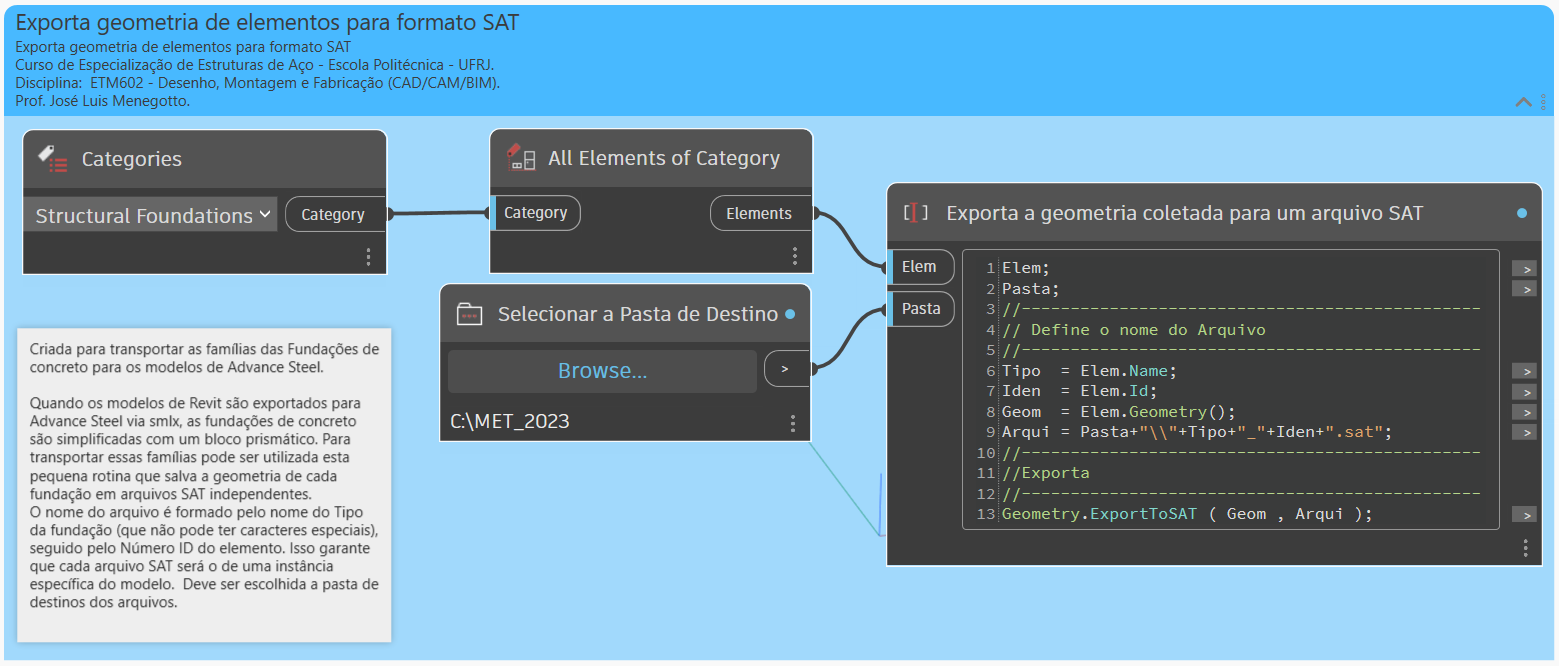 Exporta geometria de elementos para formato SAT
Exporta geometria de elementos para formato SAT
Curso de Especialização de Estruturas de Aço - Escola Politécnica - UFRJ.
Disciplina:  ETM602 - Desenho, Montagem e Fabricação (CAD/CAM/BIM).
Prof. José Luis Menegotto.
Categories
Structural Foundations
Category
All Elements of Category
Category
Elements
Selecionar a Pasta de Destino
Browse...
>
C:\MET_2023
Exporta a geometria coletada para um arquivo SAT
Elem
Pasta
1 Elem;
2 Pasta;
3 //----------------------------------------------
4 // Define o nome do Arquivo
5 //----------------------------------------------
6 Tipo  = Elem.Name;
7 Iden  = Elem.Id;
8 Geom  = Elem.Geometry();
9 Arqui = Pasta+"\\"+Tipo+"_"+Iden+".sat";
10 //----------------------------------------------
11 //Exporta
12 //----------------------------------------------
13 Geometry.ExportToSAT ( Geom , Arqui );
>
>
>
>
>
>
>
Criada para transportar as famílias das Fundações de
concreto para os modelos de Advance Steel.
Quando os modelos de Revit são exportados para
Advance Steel via smlx, as fundações de concreto
são simplificadas com um bloco prismático. Para
transportar essas famílias pode ser utilizada esta
pequena rotina que salva a geometria de cada
fundação em arquivos SAT independentes.
O nome do arquivo é formado pelo nome do Tipo
da fundação (que não pode ter caracteres especiais),
seguido pelo Número ID do elemento. Isso garante
que cada arquivo SAT será o de uma instância
específica do modelo.  Deve ser escolhida a pasta de
destinos dos arquivos.